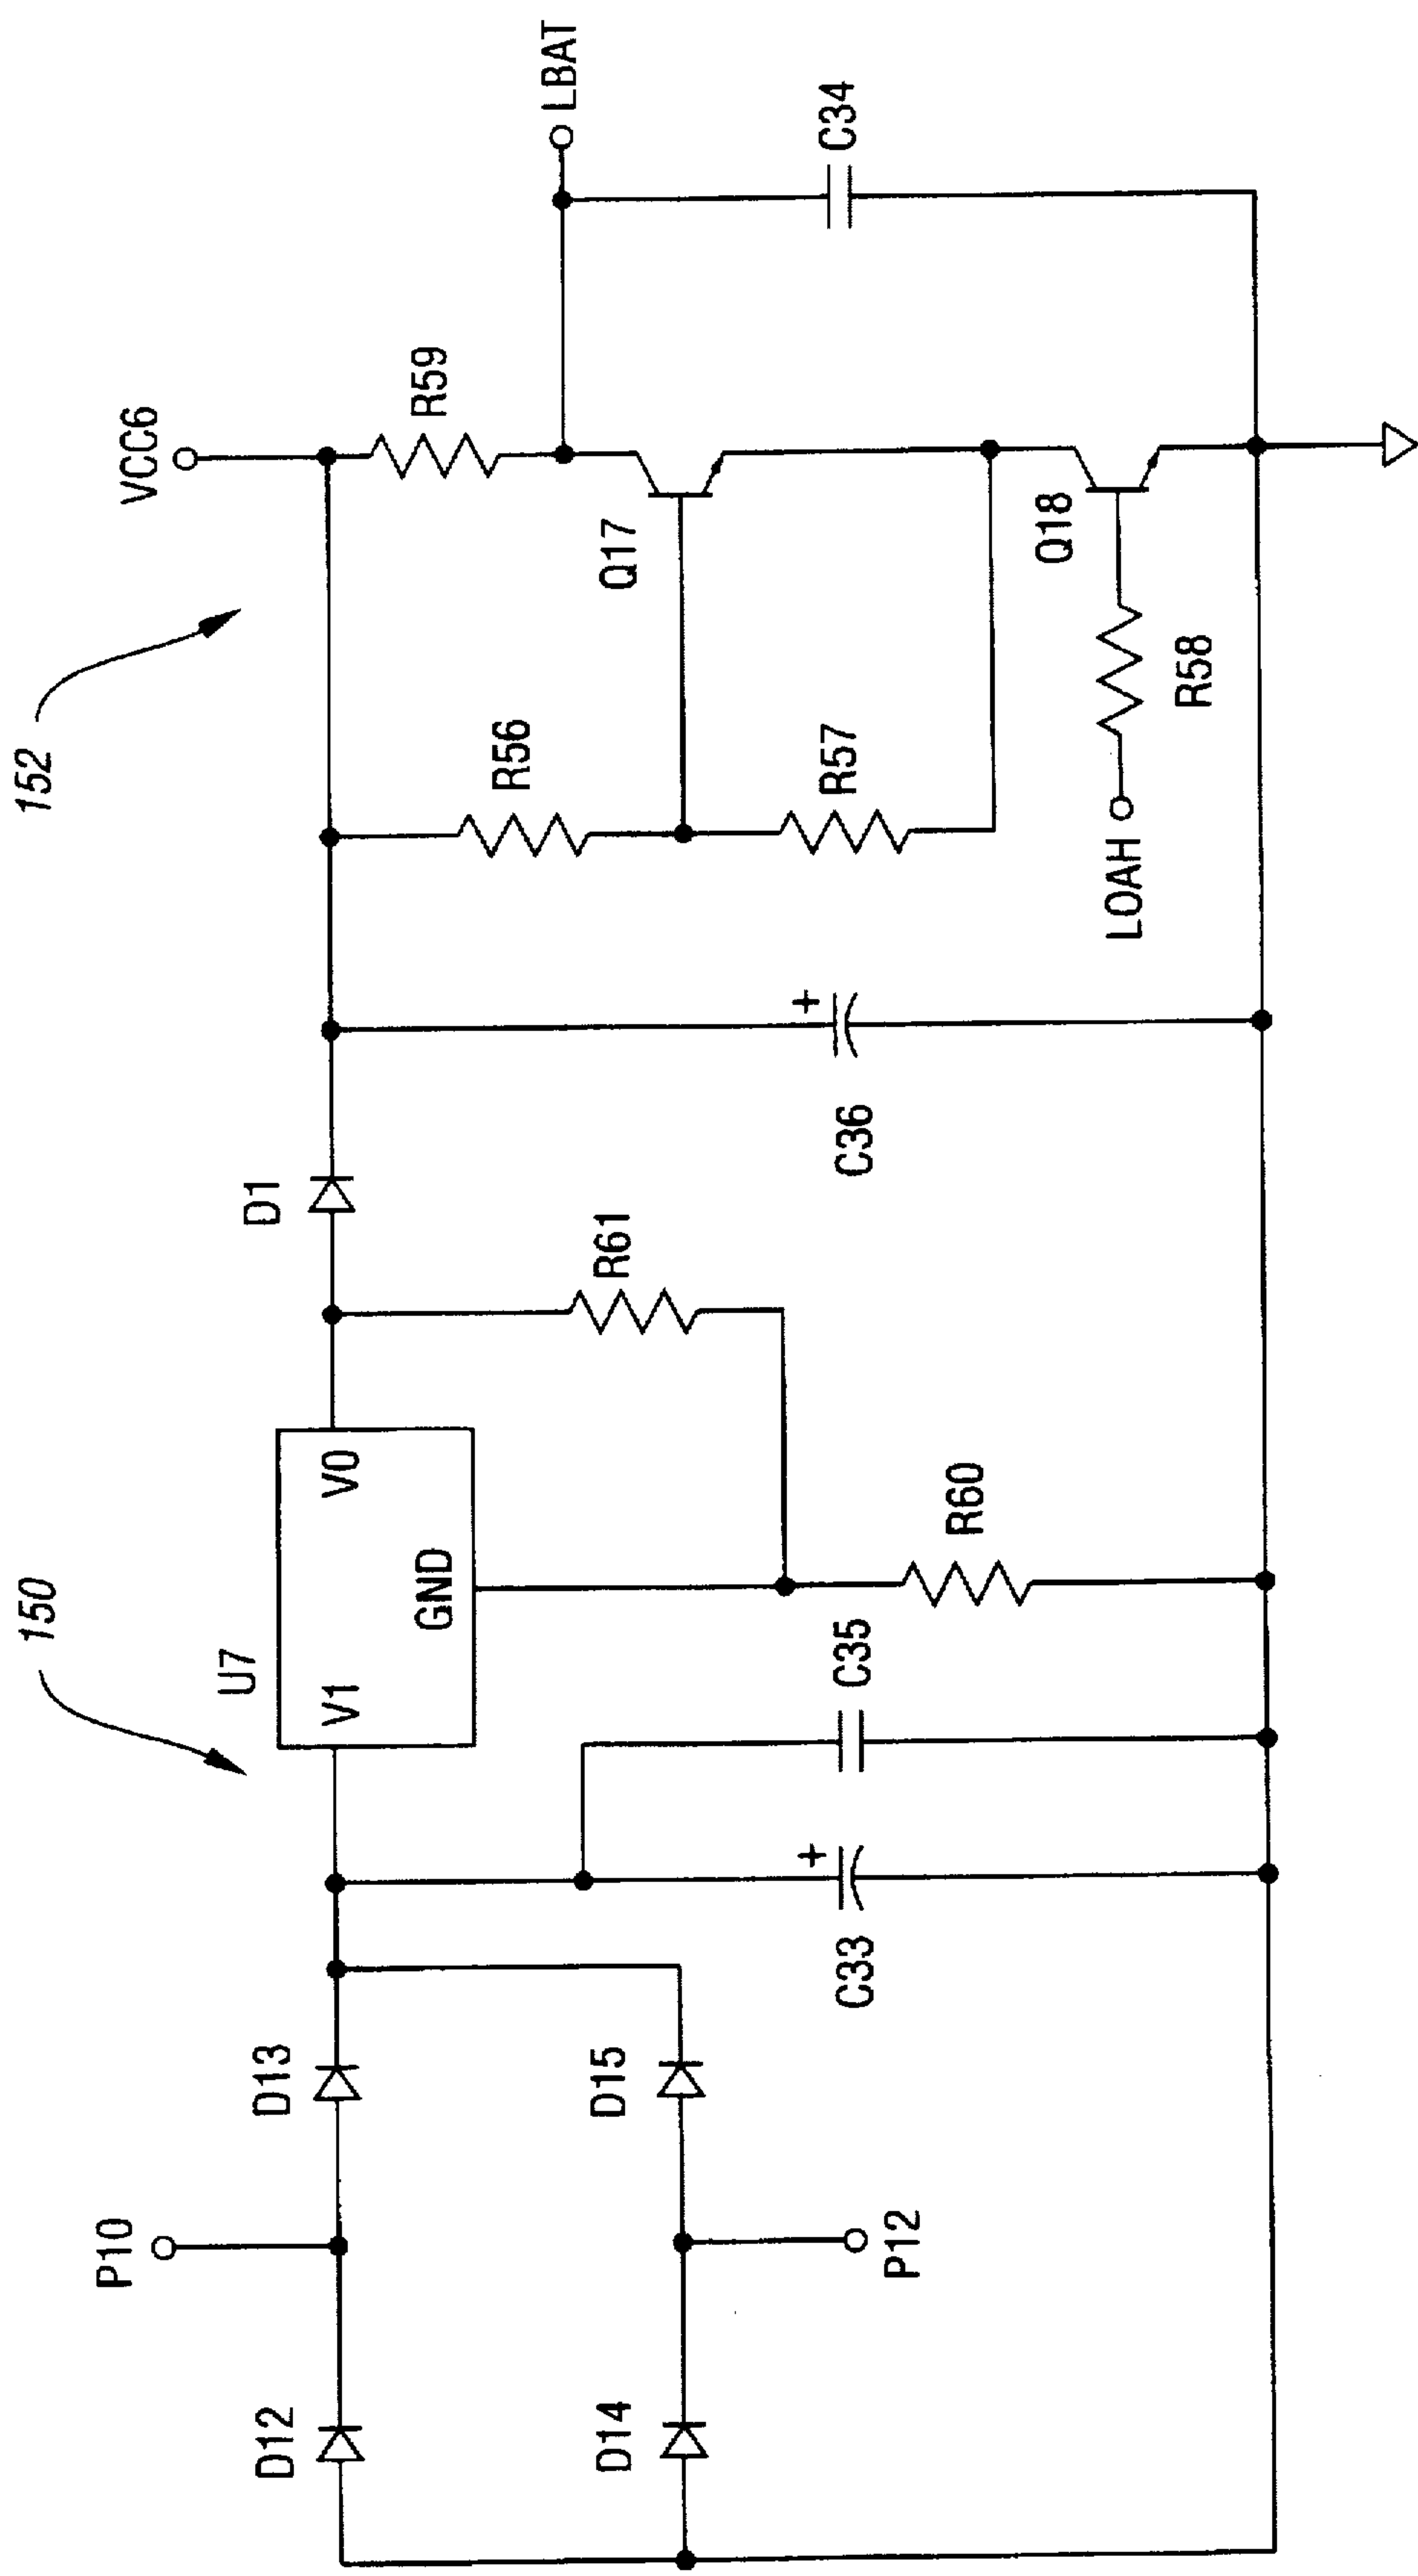 150
152
P10
D12
D13
D14
D15
P12
C33
C35
U7
V1
V0
GND
R60
R61
D1
C36
R56
R57
VCC6
R59
Q17
LOAH
R58
Q18
LBAT
C34